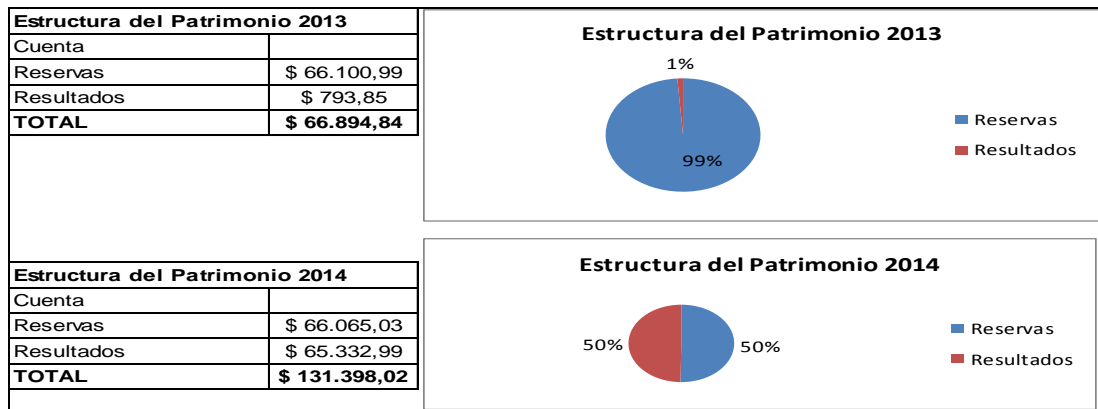 Estructura del Patrimonio 2013
Cuenta
Reservas $ 66.100,99
Resultados $ 793,85
TOTAL $ 66.894,84
Estructura del Patrimonio 2013
1%
99%
Reservas
Resultados
Estructura del Patrimonio 2014
Cuenta
Reservas $ 66.065,03
Resultados $ 65.332,99
TOTAL $ 131.398,02
Estructura del Patrimonio 2014
50% 50%
Reservas
Resultados